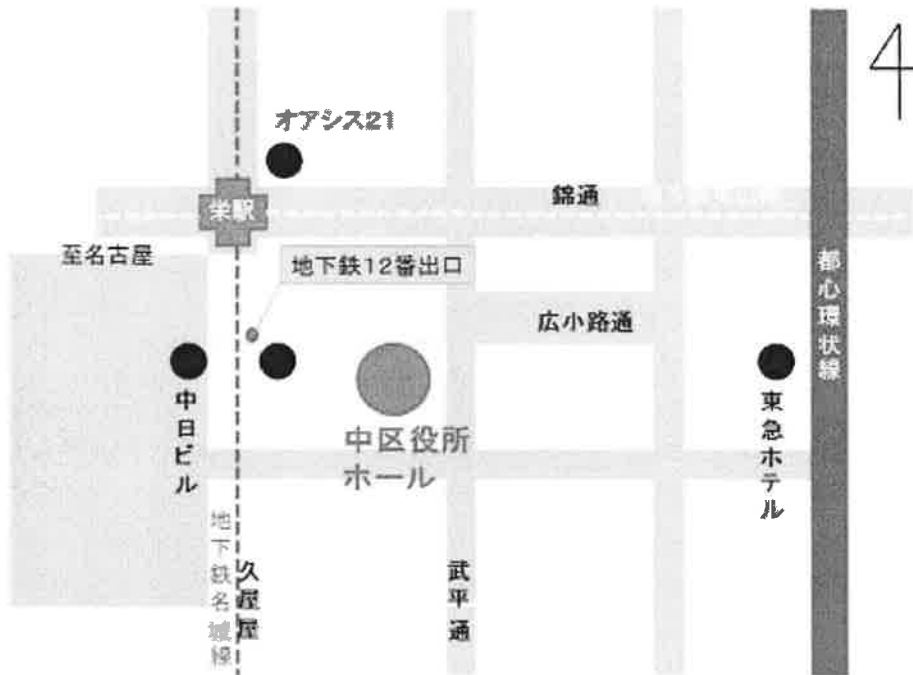 オアシス21
栄駅
錦通
至名古屋
地下鉄12番出口
広小路通
都心環状線
中日ビル
中区役所
ホール
東急ホテル
地下鉄名城線
久屋屋
武平通